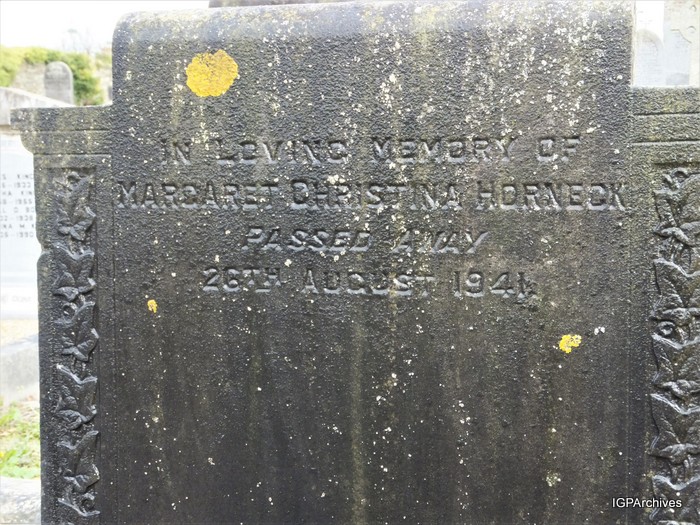 IN LOVING MEMORY OF
MARGARET CHRISTINA HORNECK
PASSED AWAY
26TH AUGUST 1941.
IGPArchives